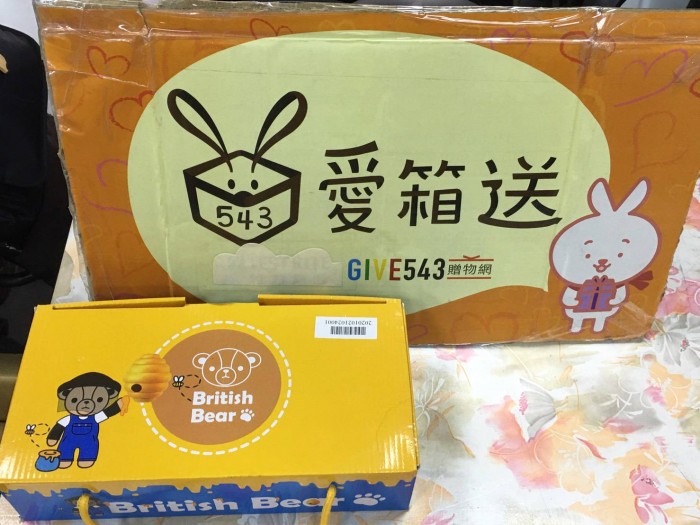 543
愛箱送
GIVE543贈物網
British
Bear
British Bear